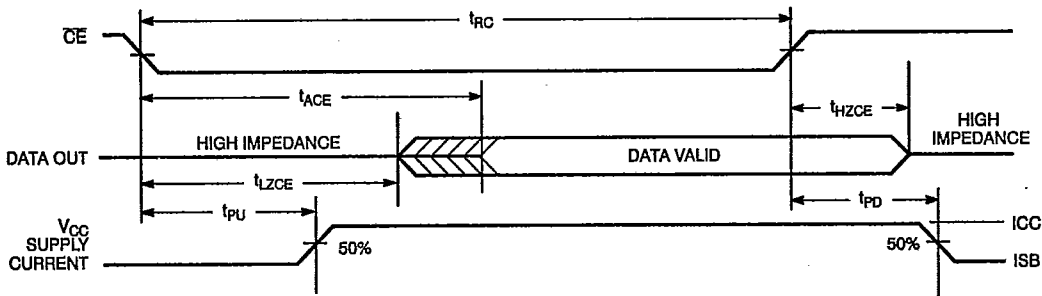 tRC
CE
tACE
tHZCE
HIGH IMPEDANCE
HIGH
IMPEDANCE
DATA OUT
DATA VALID
tLZCE
tPU
tPD
VCC
SUPPLY
CURRENT
50%
50%
ICC
ISB